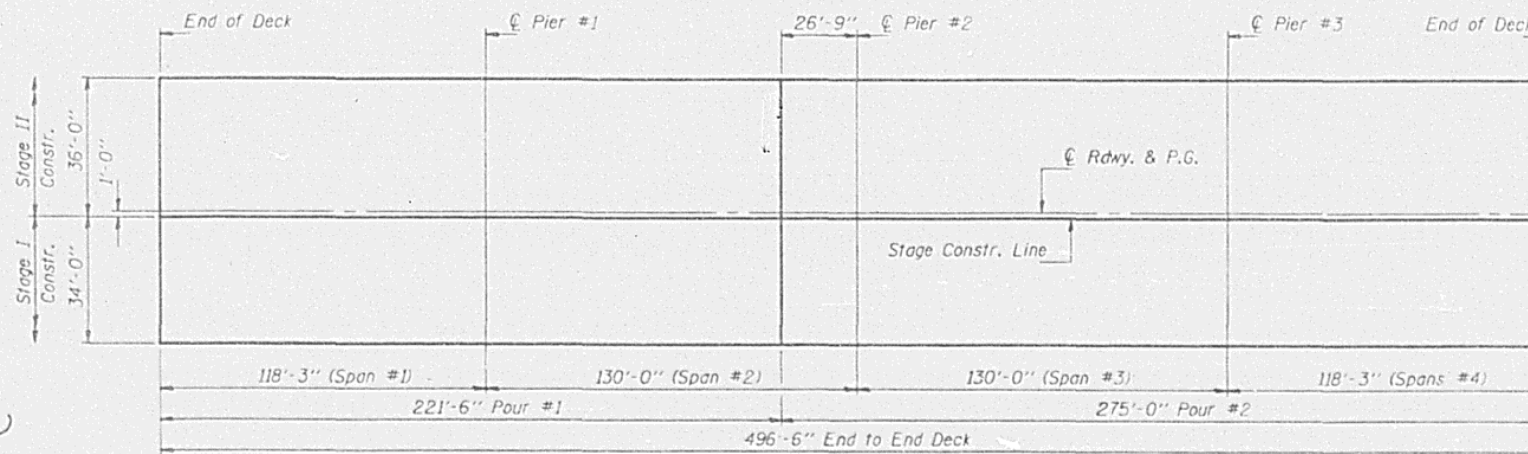 End of Deck
℄ Pier #1
26'-9"
℄ Pier #2
℄ Pier #3
End of Deck
Stage II
Constr.
36'-0"
1'-0"
℄ Rdwy. & P.G.
Stage Constr. Line
Stage I
Constr.
34'-0"
118'-3" (Span #1)
130'-0" (Span #2)
130'-0" (Span #3)
118'-3" (Spans #4)
221'-6" Pour #1
275'-0" Pour #2
496'-6" End to End Deck